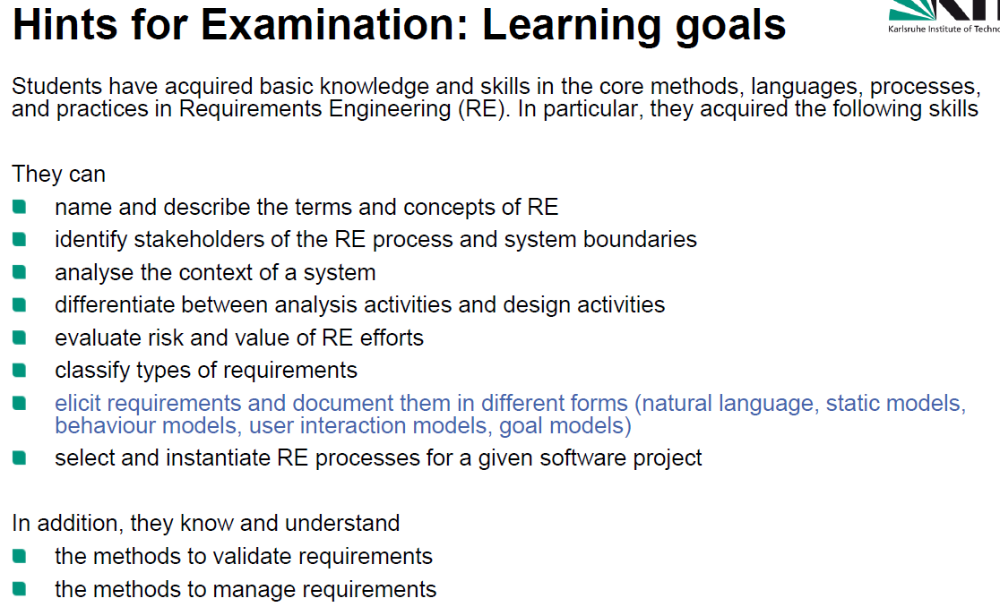 Hints for Examination: Learning goals
Karlsruhe Institute of
Students have acquired basic knowledge and skills in the core methods, languages, processes,
and practices in Requirements Engineering (RE). In particular, they acquired the following skills
They can
name and describe the terms and concepts of RE
identify stakeholders of the RE process and system boundaries
analyse the context of a system
differentiate between analysis activities and design activities
evaluate risk and value of RE efforts
classify types of requirements
elicit requirements and document them in different forms (natural language, static models,
behaviour models, user interaction models, goal models)
select and instantiate RE processes for a given software project
In addition, they know and understand
the methods to validate requirements
the methods to manage requirements